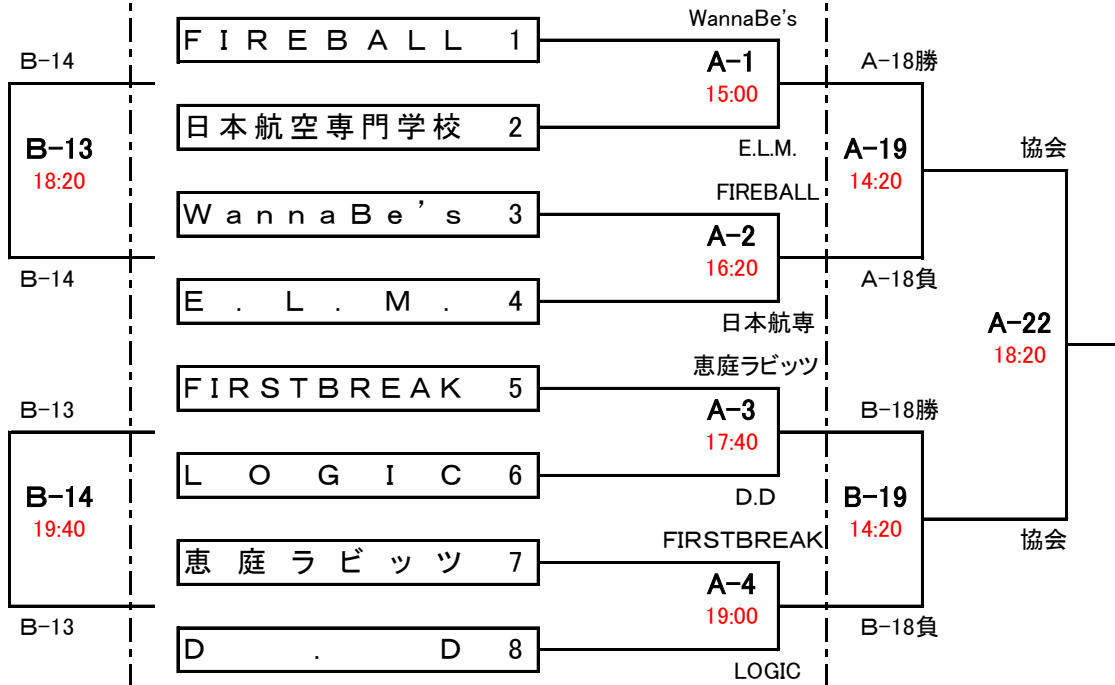 WannaBe's
FIREBALL 1
B-14
A-1
A-18勝
15:00
日本航空専門学校 2
B-13
E.L.M.
A-19
協会
18:20
14:20
FIREBALL
WannaBe's 3
A-2
16:20
B-14
A-18負
E.L.M. 4
日本航専
A-22
18:20
恵庭ラビッツ
FIRSTBREAK 5
B-13
A-3
B-18勝
17:40
LOGIC 6
B-14
D.D
B-19
19:40
14:20
FIRSTBREAK
協会
恵庭ラビッツ 7
A-4
19:00
B-13
B-18負
D.D 8
LOGIC